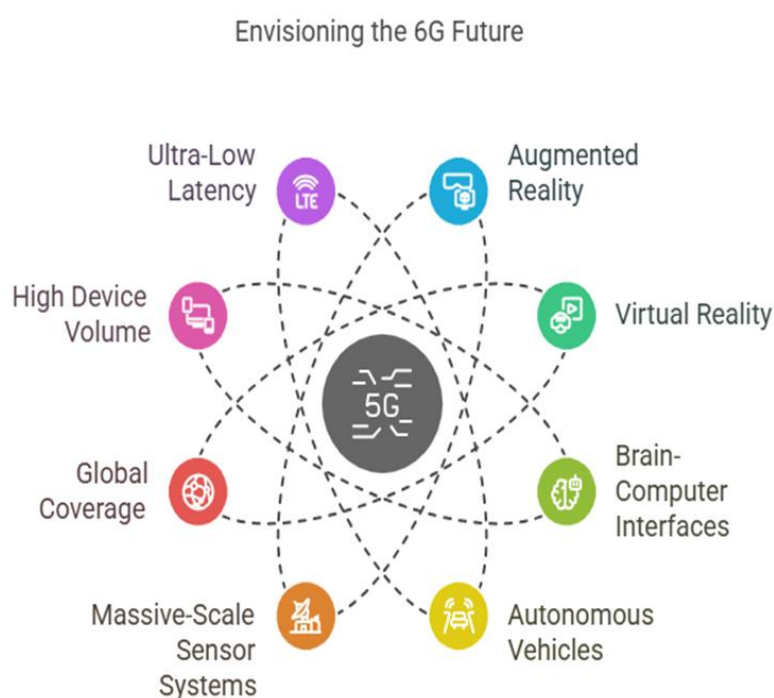 Envisioning the 6G Future
Ultra-Low
Latency
LTE
Augmented
Reality
High Device
Volume
Virtual Reality
5G
Global
Coverage
Brain-
Computer
Interfaces
Massive-Scale
Sensor
Systems
Autonomous
Vehicles